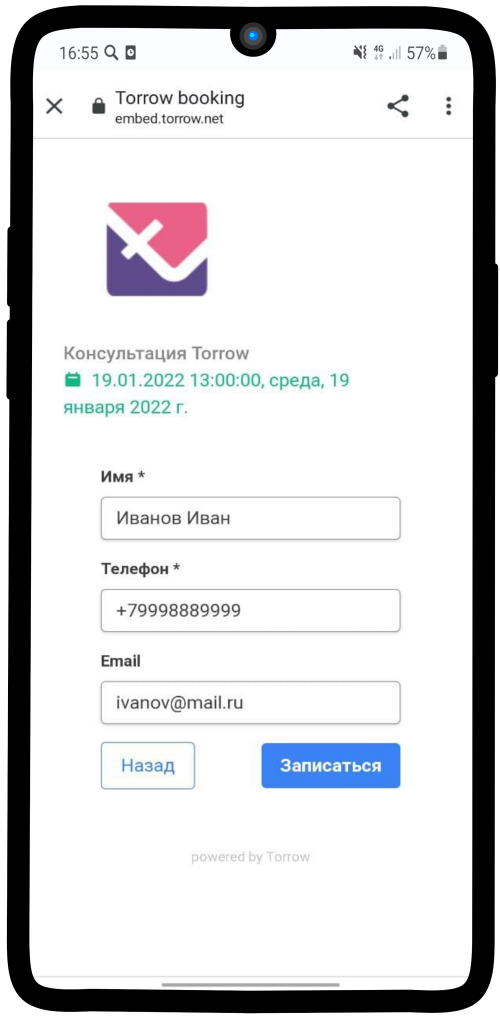 16:55
4G
57%
Torrow booking
embed.torrow.net
Консультация Torrow
19.01.2022 13:00:00, среда, 19
января 2022 г.
Имя *
Иванов Иван
Телефон *
+79998889999
Email
ivanov@mail.ru
Назад
Записаться
powered by Torrow